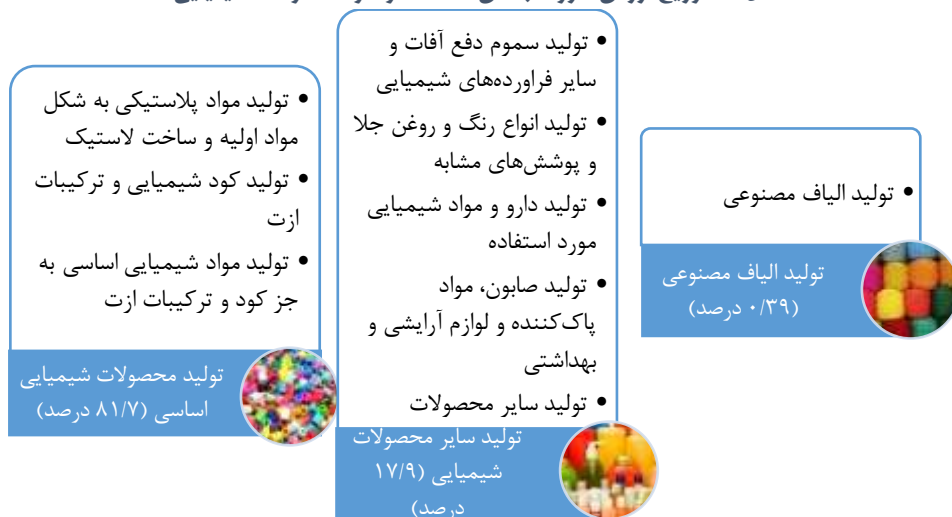 • تولید الیاف مصنوعی
تولید الیاف مصنوعی
(۰/۳۹ درصد)
• تولید سموم دفع آفات و
سایر فراورده‌های شیمیایی
• تولید انواع رنگ و روغن جلا
و پوشش‌های مشابه
• تولید دارو و مواد شیمیایی
مورد استفاده
• تولید صابون، مواد
پاک‌کننده و لوازم آرایشی و
بهداشتی
• تولید سایر محصولات
تولید سایر محصولات
شیمیایی (۱۷/۹
درصد)
• تولید مواد پلاستیکی به شکل
مواد اولیه و ساخت لاستیک
• تولید کود شیمیایی و ترکیبات
ازت
• تولید مواد شیمیایی اساسی به
جز کود و ترکیبات ازت
تولید محصولات شیمیایی
اساسی (۸۱/۷ درصد)